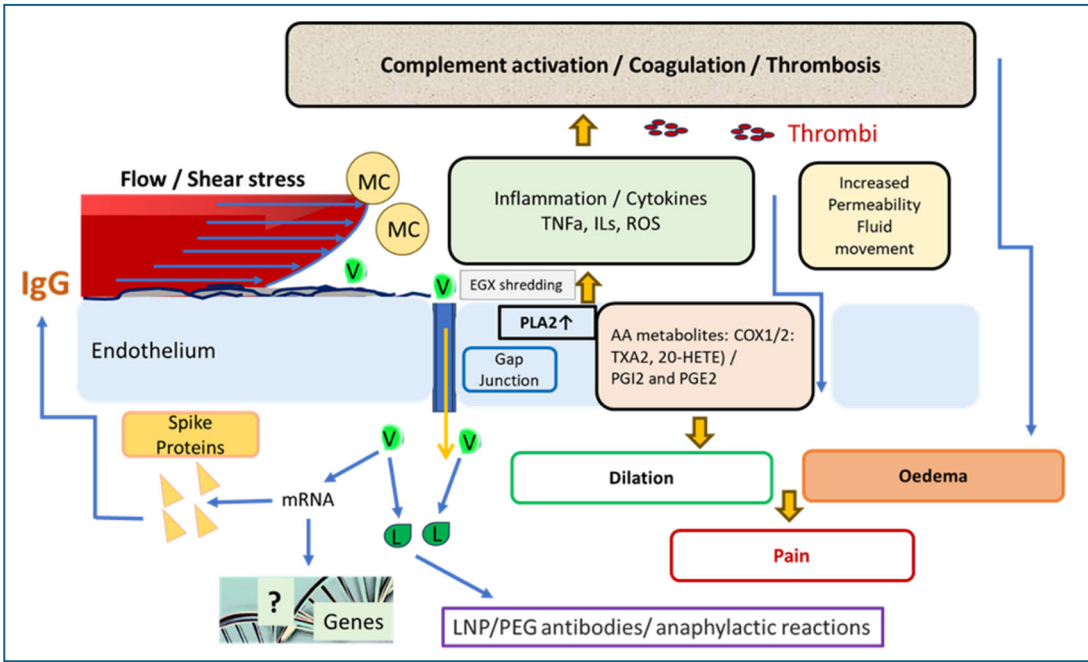 Complement activation / Coagulation / Thrombosis
Thrombi
Flow / Shear stress
MC
MC
Inflammation / Cytokines
TNFa, ILs, ROS
Increased
Permeability
Fluid
movement
V
V
EGX shredding
IgG
PLA2↑
AA metabolites: COX1/2:
TXA2, 20-HETE) /
PGI2 and PGE2
Endothelium
Gap
Junction
Spike
Proteins
V
V
Dilation
Oedema
mRNA
L
L
Pain
?
Genes
LNP/PEG antibodies/ anaphylactic reactions